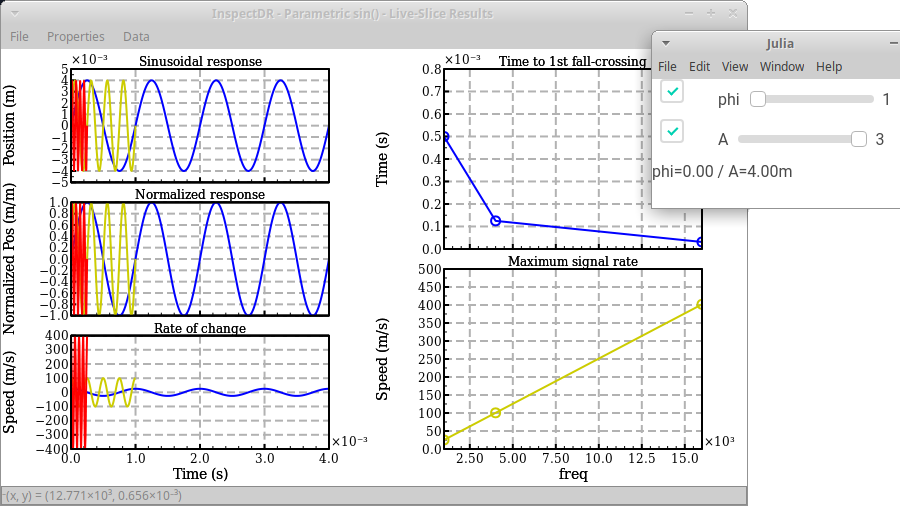 InspectDR - Parametric sin() - Live-Slice Results
File Properties Data
×10⁻³
Sinusoidal response
5
4
3
2
1
0
−1
−2
−3
−4
−5
Position (m)
Normalized response
1.0
0.8
0.6
0.4
0.2
0.0
−0.2
−0.4
−0.6
−0.8
−1.0
Normalized Pos (m/m)
Rate of change
400
300
200
100
0
−100
−200
−300
−400
Speed (m/s)
0.0 1.0 2.0 3.0 4.0
×10⁻³
Time (s)
×10⁻³
Time to 1st fall-crossing
0.8
0.7
0.6
0.5
0.4
0.3
0.2
0.1
0.0
Time (s)
Maximum signal rate
500
450
400
350
300
250
200
150
100
50
0.0
Speed (m/s)
2.50 5.00 7.50 10.0 12.5 15.0
×10³
freq
(x, y) = (12.771×10³, 0.656×10⁻³)
Julia
File Edit View Window Help
phi 1
A 3
phi=0.00 / A=4.00m